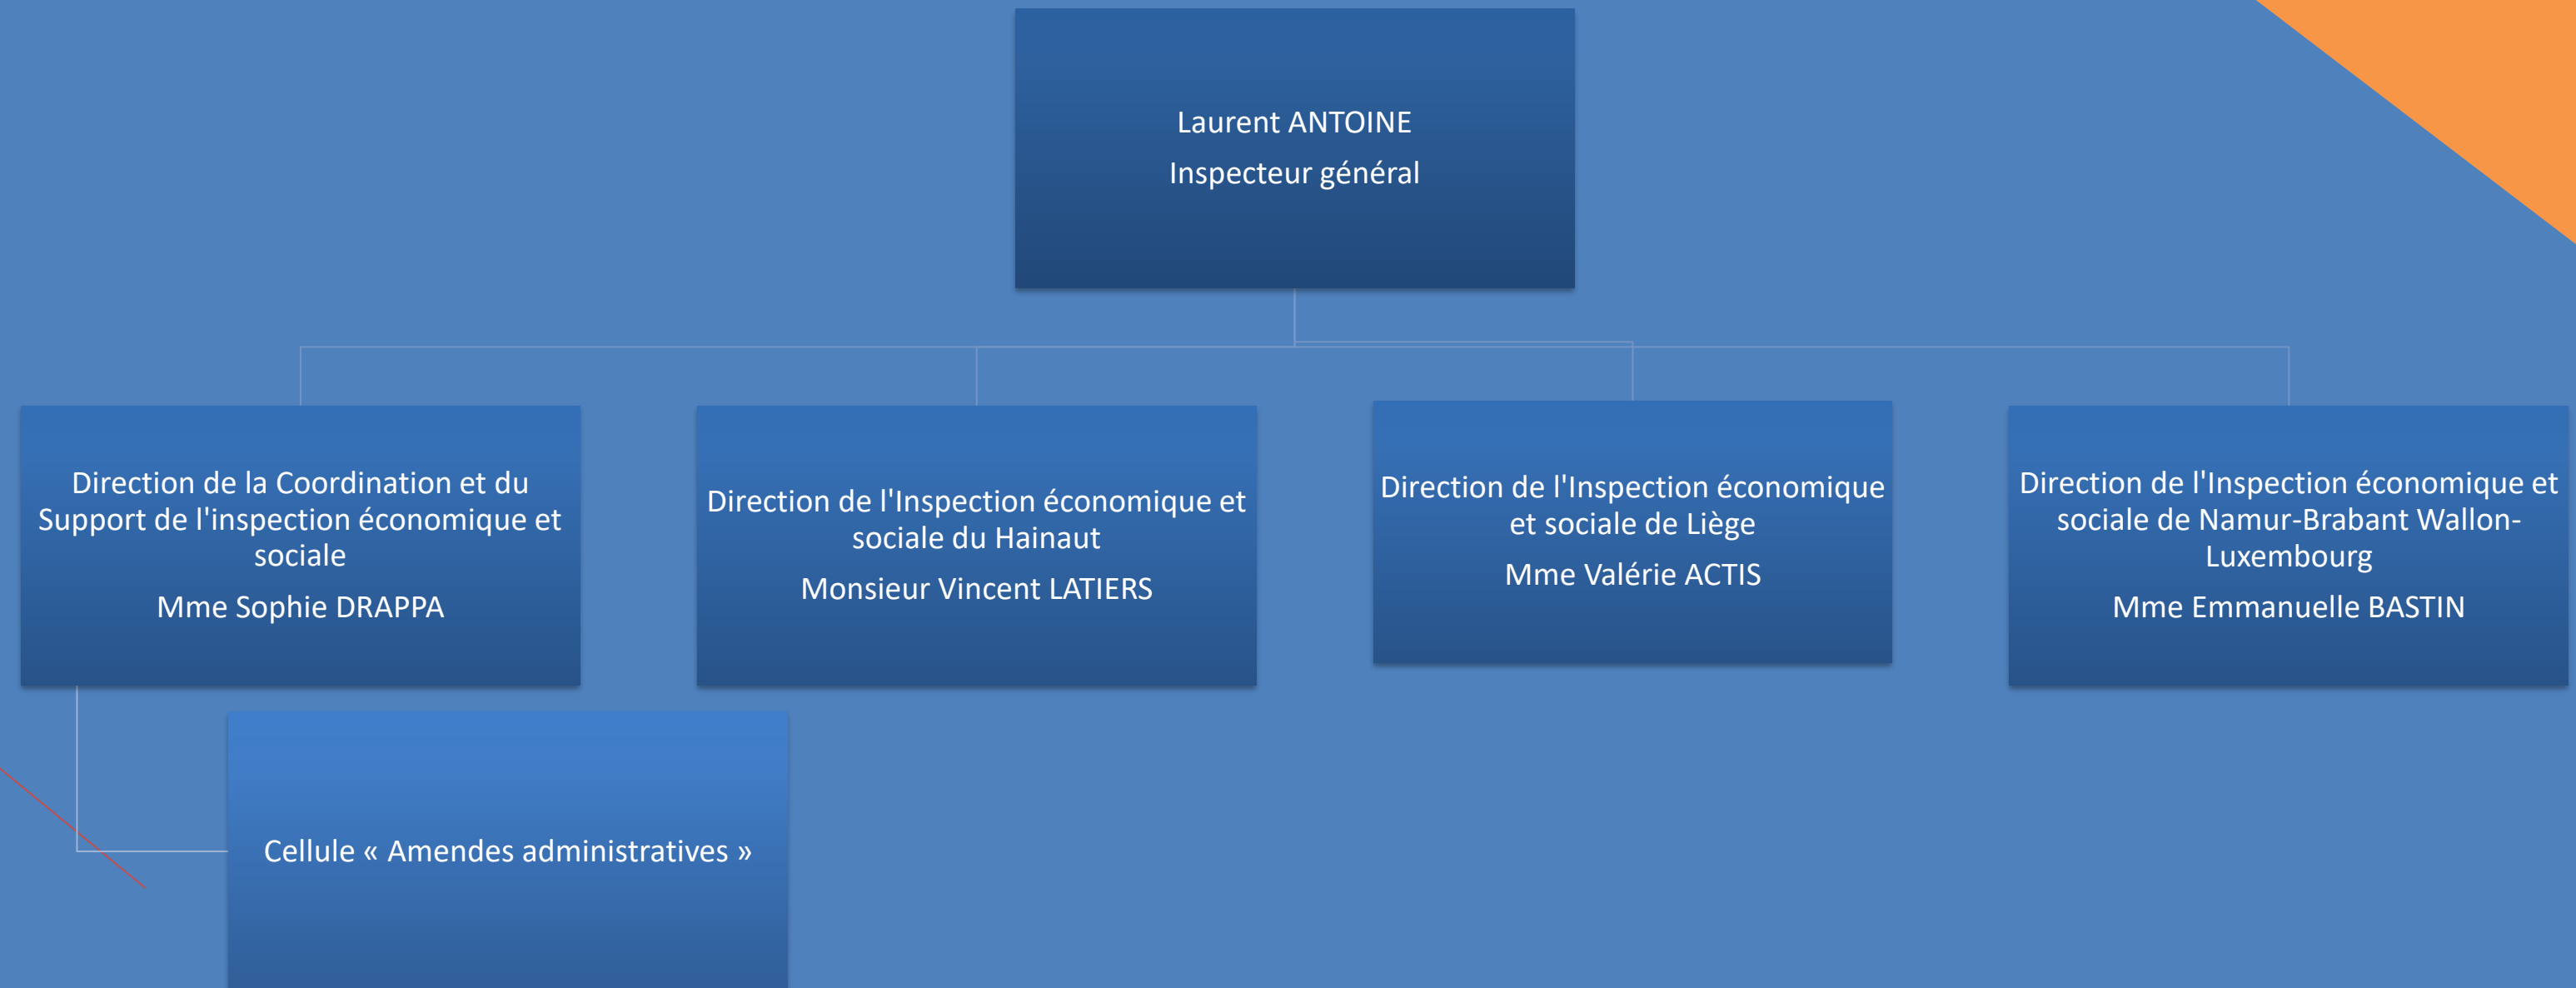 Laurent ANTOINE
Inspecteur général
Direction de la Coordination et du
Support de l'inspection économique et
sociale
Mme Sophie DRAPPA
Direction de l'Inspection économique et
sociale du Hainaut
Monsieur Vincent LATIERS
Direction de l'Inspection économique
et sociale de Liège
Mme Valérie ACTIS
Direction de l'Inspection économique et
sociale de Namur-Brabant Wallon-
Luxembourg
Mme Emmanuelle BASTIN
Cellule « Amendes administratives »